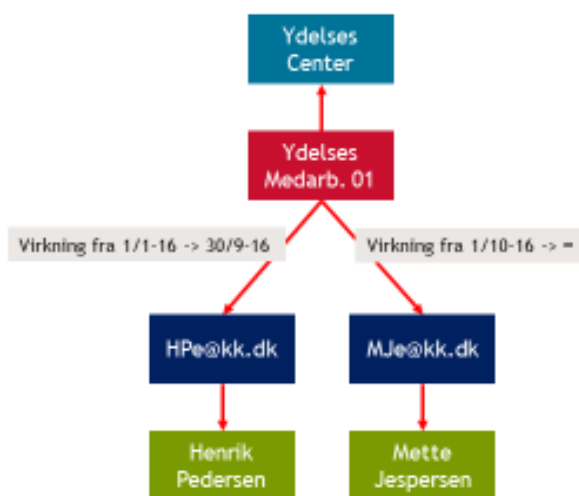 Ydelses
Center
Ydelses
Medarb. 01
Virkning fra 1/1-16 -> 30/9-16
Virkning fra 1/10-16 -> =
HPe@kk.dk
MJe@kk.dk
Henrik
Pedersen
Mette
Jespersen